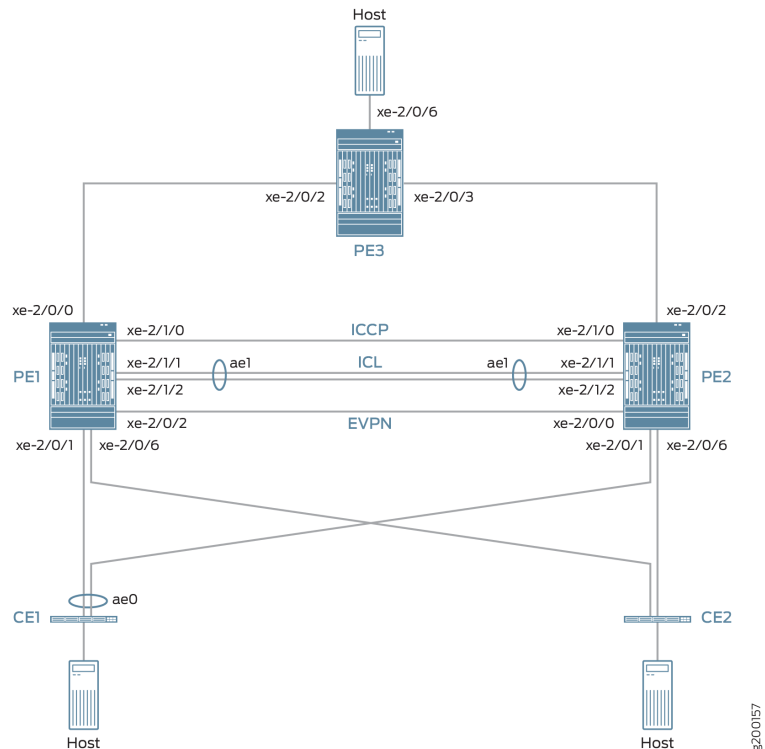 Host
xe-2/0/6
xe-2/0/2
xe-2/0/3
PE3
xe-2/0/0
xe-2/0/2
xe-2/1/0
ICCP
xe-2/1/0
xe-2/1/1
ae1
ICL
ae1
xe-2/1/1
PE1
PE2
xe-2/1/2
xe-2/1/2
xe-2/0/2
EVPN
xe-2/0/0
xe-2/0/1
xe-2/0/6
xe-2/0/1
xe-2/0/6
ae0
CE1
CE2
Host
Host
g200157